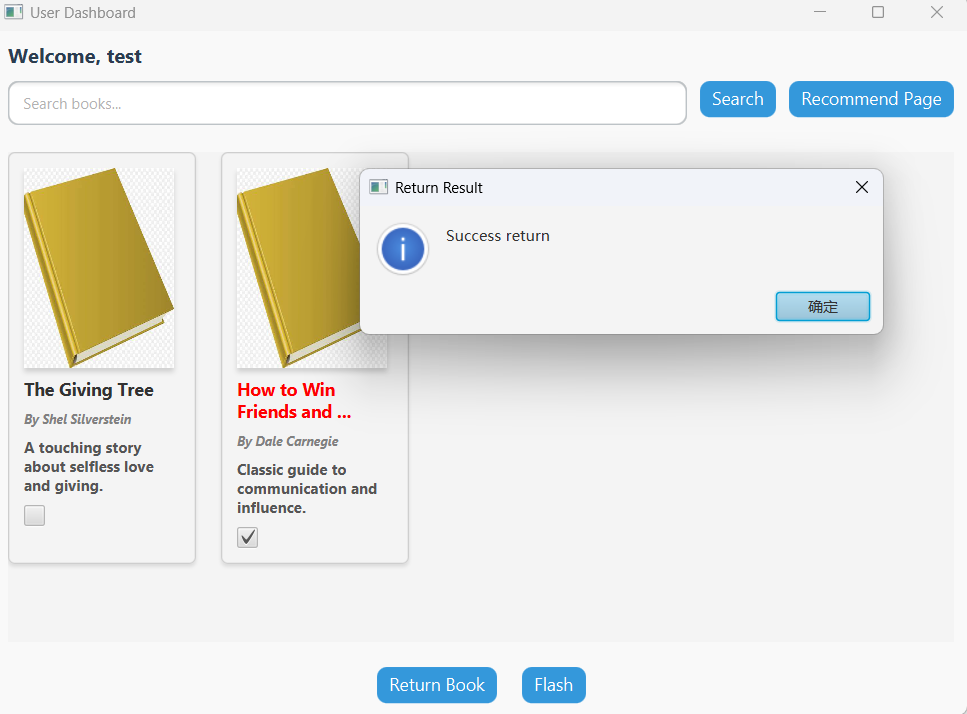 User Dashboard
Welcome, test
Search books...
Search
Recommend Page
Return Result
Success return
确定
The Giving Tree
By Shel Silverstein
A touching story
about selfless love
and giving.
How to Win
Friends and ...
By Dale Carnegie
Classic guide to
communication and
influence.
Return Book
Flash